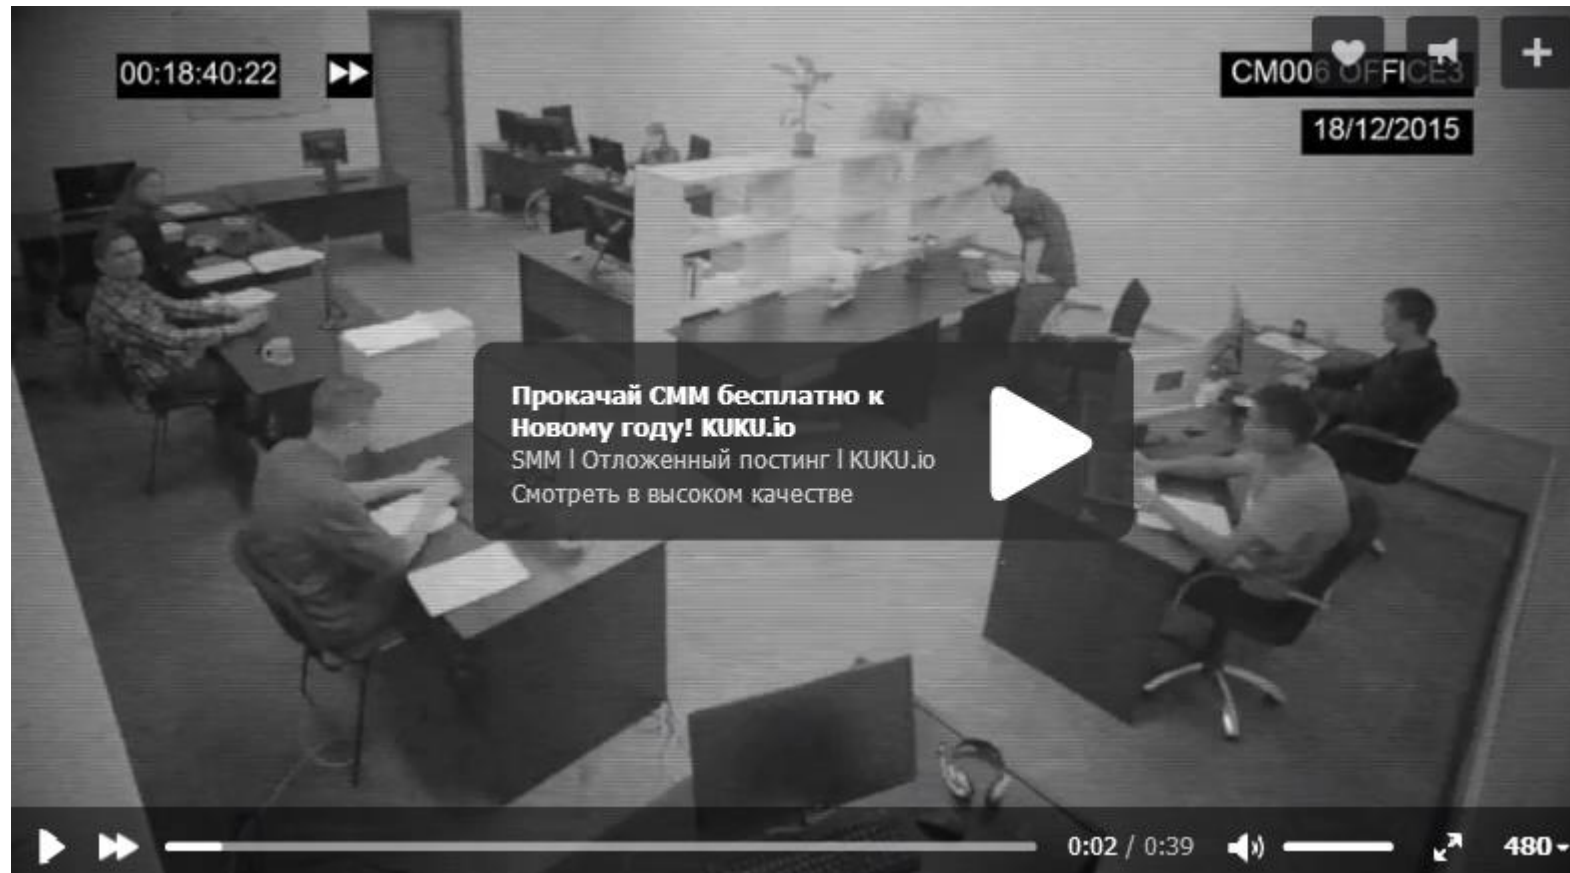 00:18:40:22
CM006 OFFICE3
18/12/2015
Прокачай СММ бесплатно к
Новому году! KUKU.io
SMM | Отложенный постинг | KUKU.io
Смотреть в высоком качестве
0:02 / 0:39
480